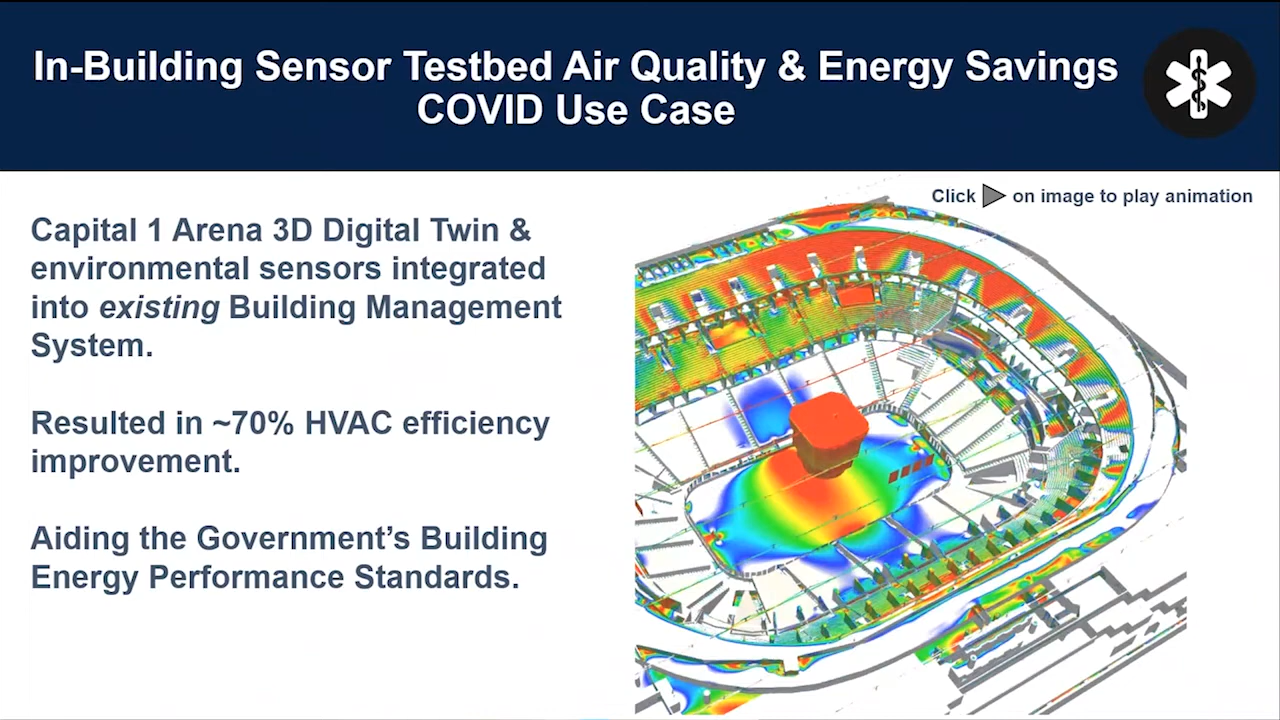 In-Building Sensor Testbed Air Quality & Energy Savings
COVID Use Case
Click on image to play animation
Capital 1 Arena 3D Digital Twin &
environmental sensors integrated
into existing Building Management
System.
Resulted in ~70% HVAC efficiency
improvement.
Aiding the Government’s Building
Energy Performance Standards.